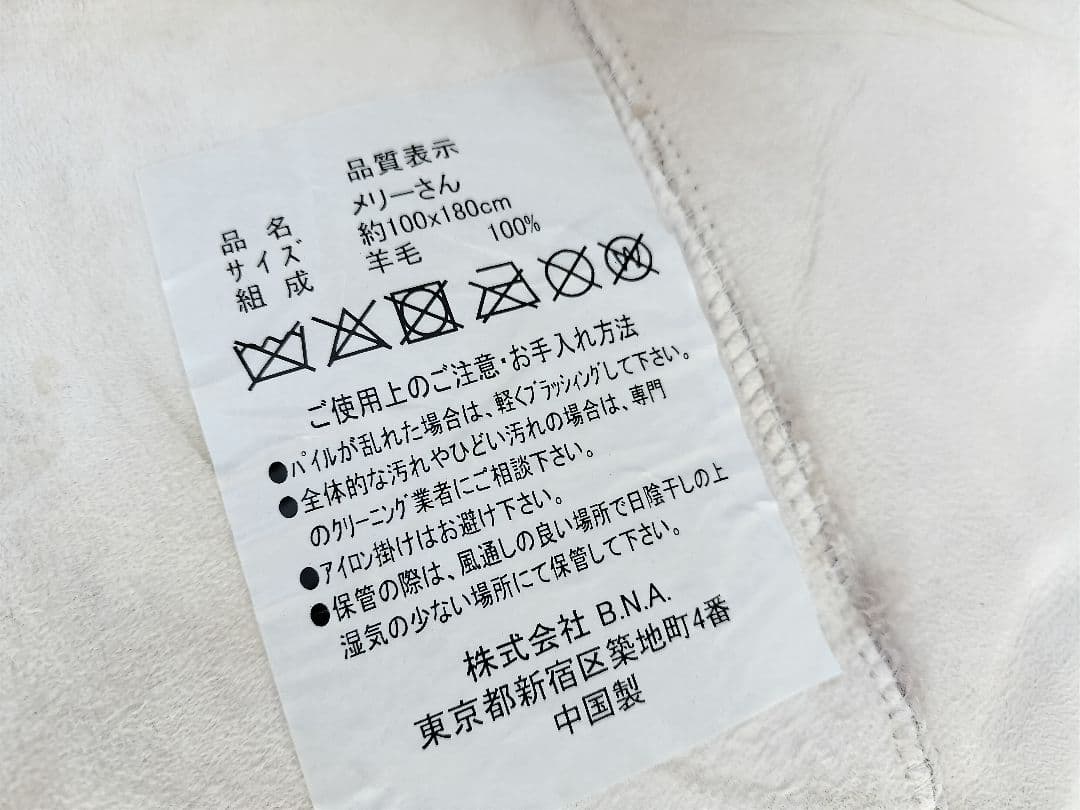 品質表示
品名 メリーさん
サイズ 約100x180cm
組成 羊毛 100%
W
ご使用上のご注意・お手入れ方法
●パイルが乱れた場合は、軽くブラッシィングして下さい。
●全体的な汚れやひどい汚れの場合は、専門
のクリーニング業者にご相談下さい。
●アイロン掛けはお避け下さい。
●保管の際は、風通しの良い場所で日陰干しの上
湿気の少ない場所にて保管して下さい。
株式会社 B.N.A.
東京都新宿区築地町4番
中国製